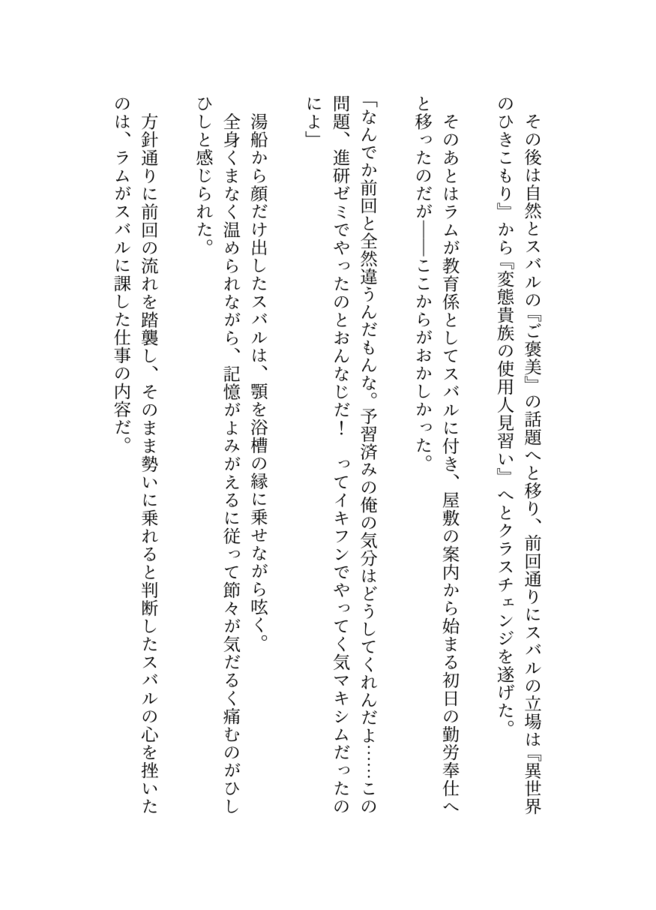 その後は自然とスバルの『ご褒美』の話題へと移り、前回通りにスバルの立場は『異世界
のひきこもり』から『変態貴族の使用人見習い』へとクラスチェンジを遂げた。
　そのあとはラムが教育係としてスバルに付き、屋敷の案内から始まる初日の勤労奉仕へ
と移ったのだが――ここからがおかしかった。
「なんでか前回と全然違うんだもんな。予習済みの俺の気分はどうしてくれんだよ……この
問題、進研ゼミでやったのとおんなじだ！　ってイキフンでやってく気マキシムだったの
によ」
　湯船から顔だけ出したスバルは、顎を浴槽の縁に乗せながら呟く。
　全身くまなく温められながら、記憶がよみがえるに従って節々が気だるく痛むのがひし
ひしと感じられた。
　方針通りに前回の流れを踏襲し、そのまま勢いに乗れると判断したスバルの心を挫いた
のは、ラムがスバルに課した仕事の内容だ。